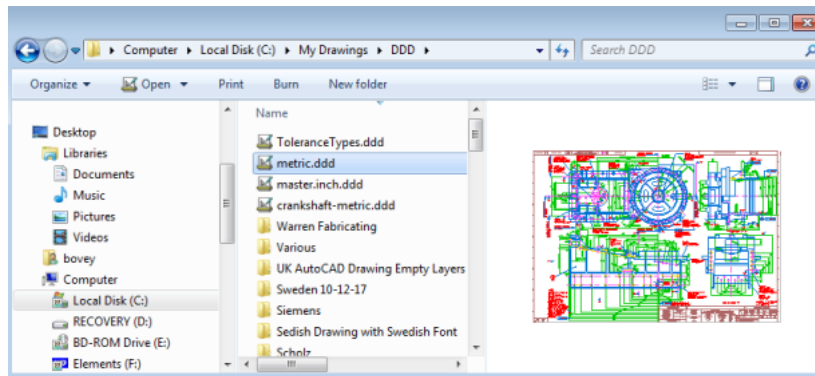 Computer Local Disk (C:) My Drawings DDD Search DDD
Organize Open Print Burn New folder
Desktop
Libraries
Documents
Music
Pictures
Videos
bovey
Computer
Local Disk (C:)
RECOVERY (D:)
BD-ROM Drive (E:)
Elements (F:)
Name
ToleranceTypes.ddd
metric.ddd
master.inch.ddd
crankshaft-metric.ddd
Warren Fabricating
Various
UK AutoCAD Drawing Empty Layers
Sweden 10-12-17
Siemens
Sedish Drawing with Swedish Font
Scholz